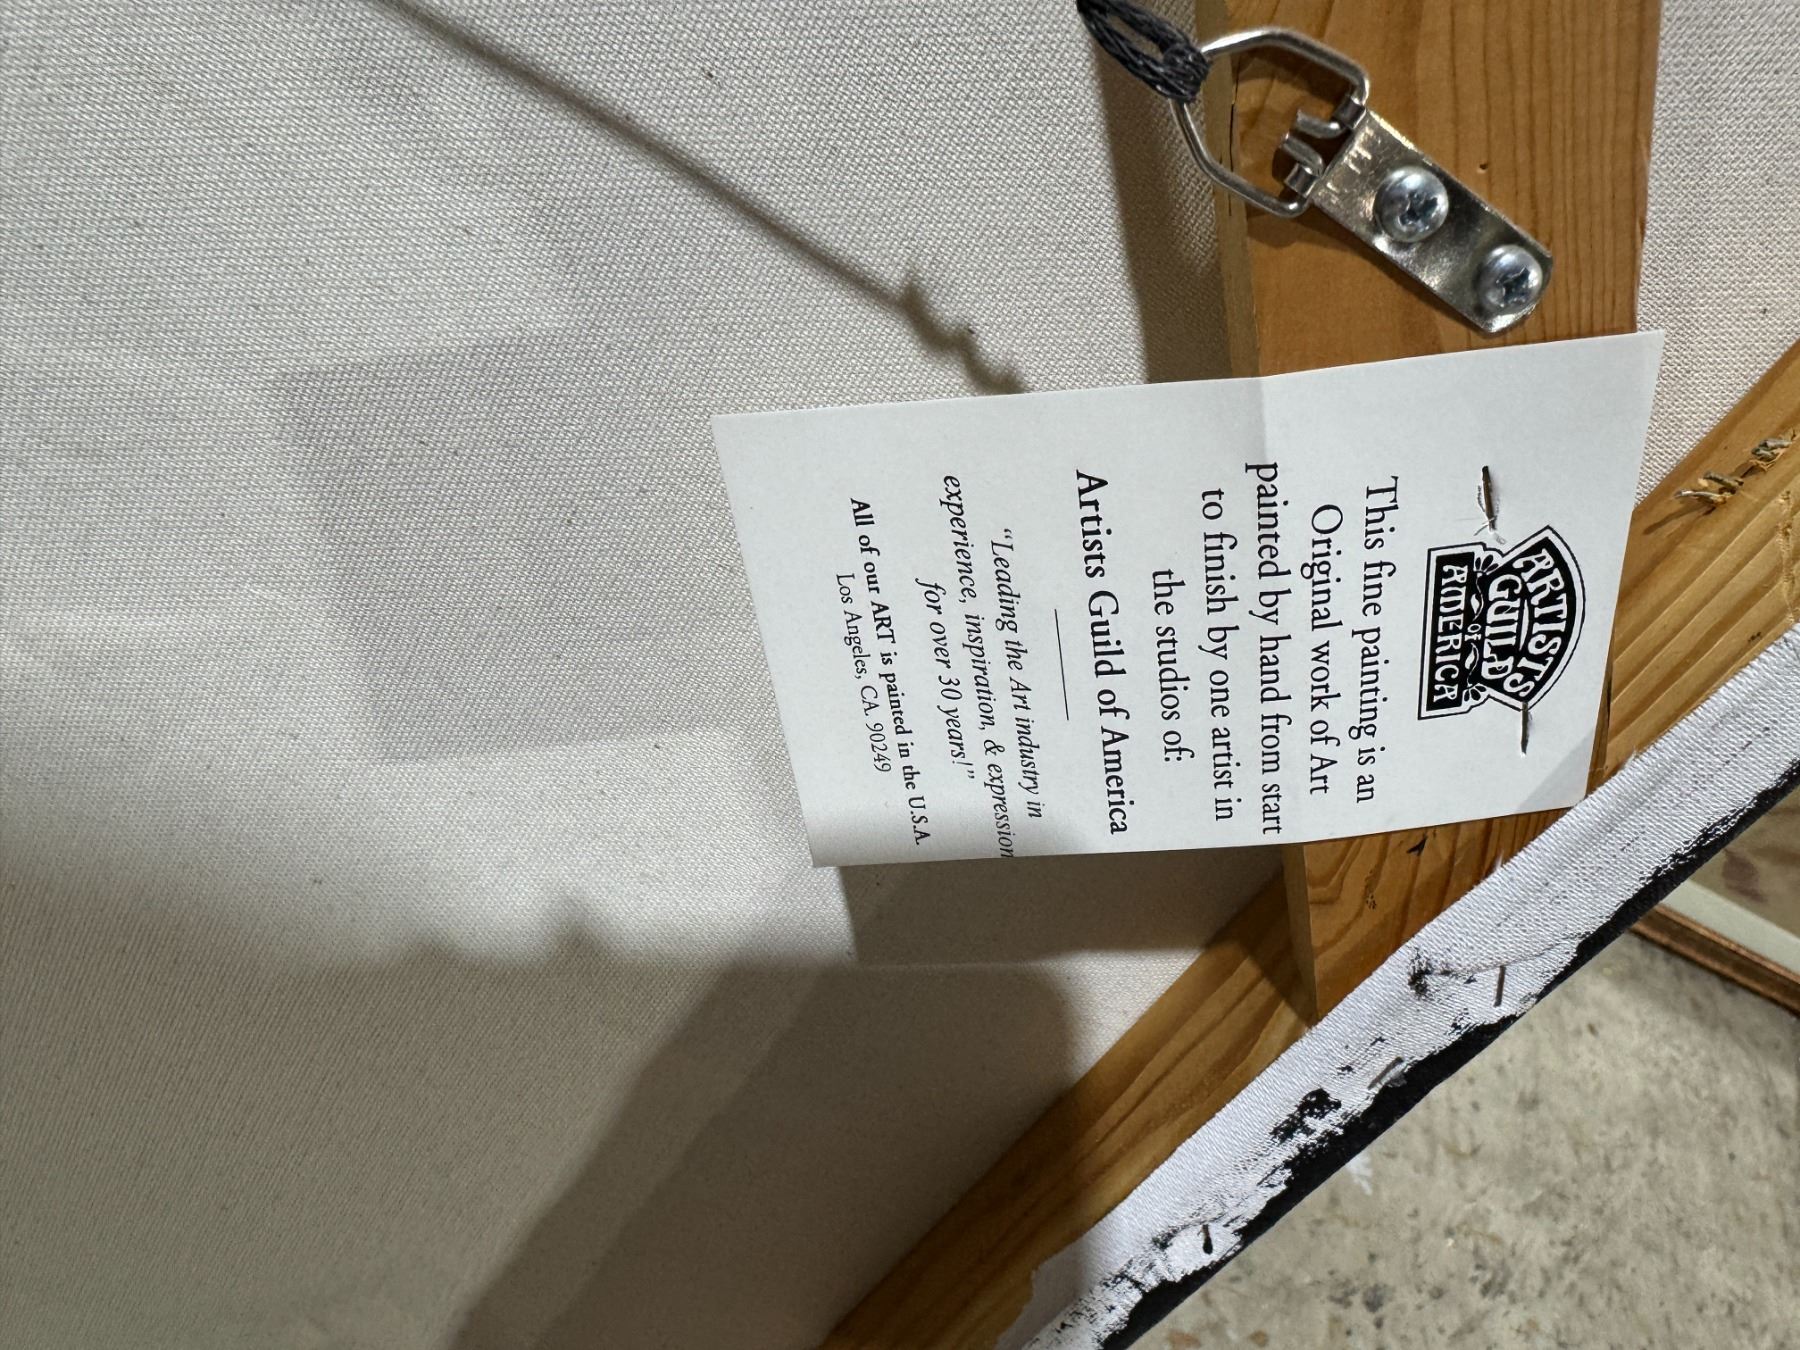 ARTISTS
GUILD
OF
AMERICA
This fine painting is an
Original work of Art
painted by hand from start
to finish by one artist in
the studios of:
Artists Guild of America
“Leading the Art industry in
experience, inspiration, & expression
for over 30 years!”
All of our ART is painted in the U.S.A.
Los Angeles, CA. 90249